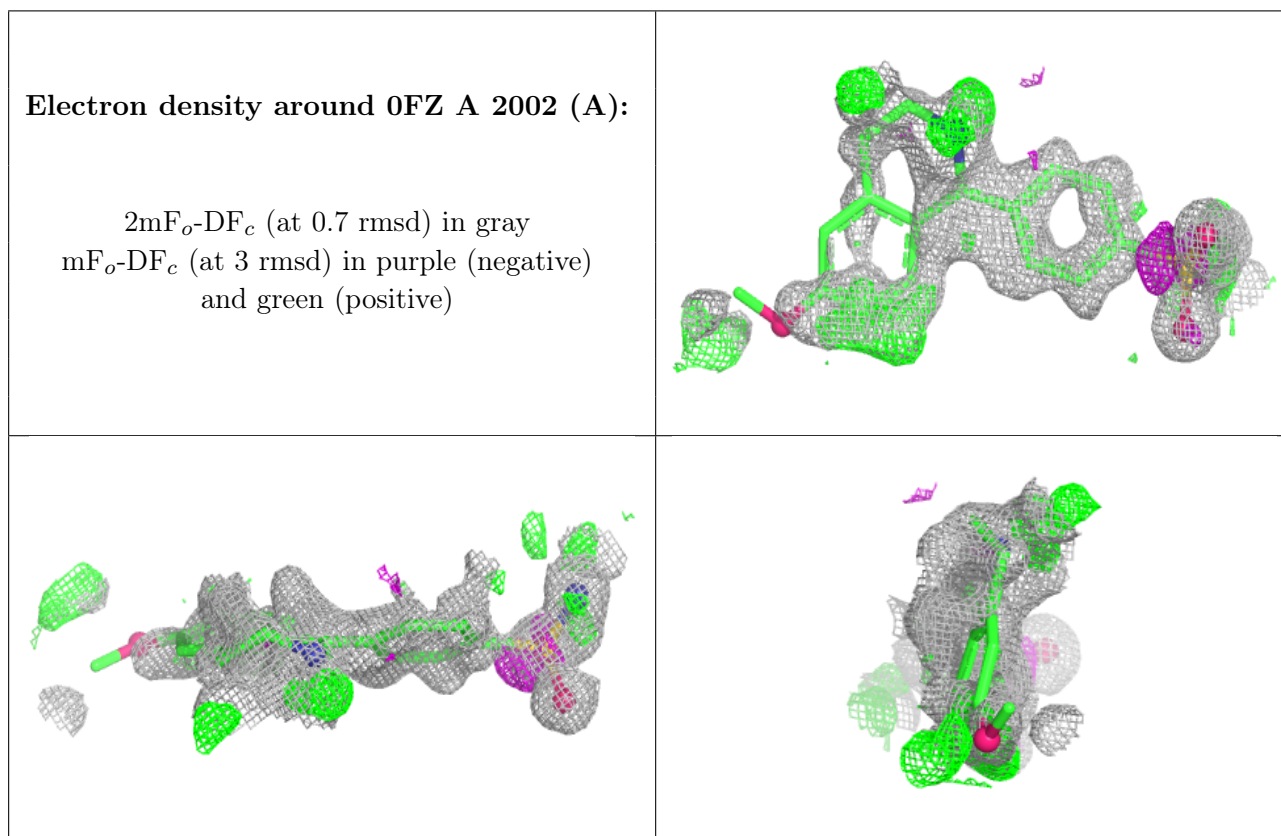 Electron density around 0FZ A 2002 (A):
2mFo-DFc (at 0.7 rmsd) in gray
mFo-DFc (at 3 rmsd) in purple (negative)
and green (positive)